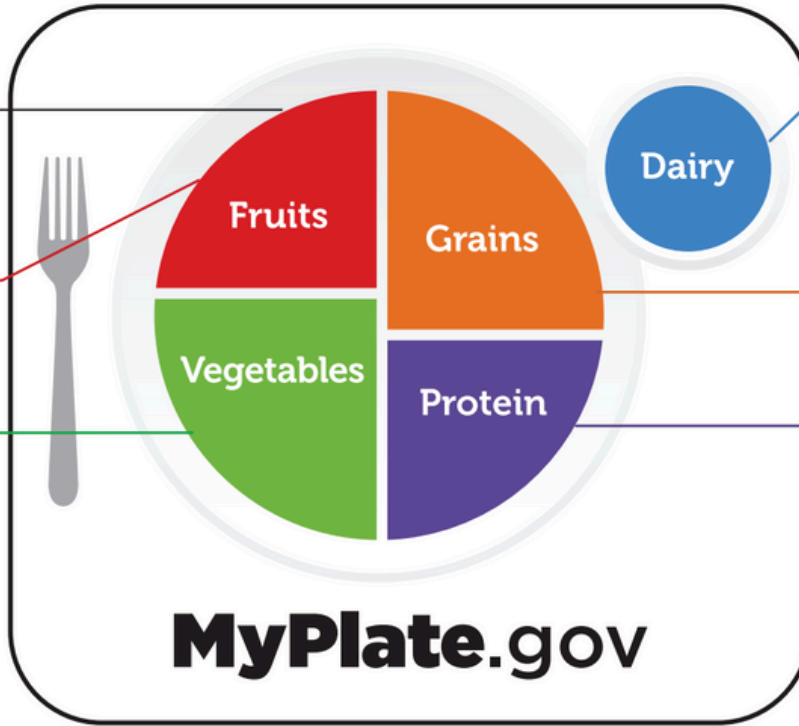 Fruits
Grains
Dairy
Vegetables
Protein
MyPlate.gov